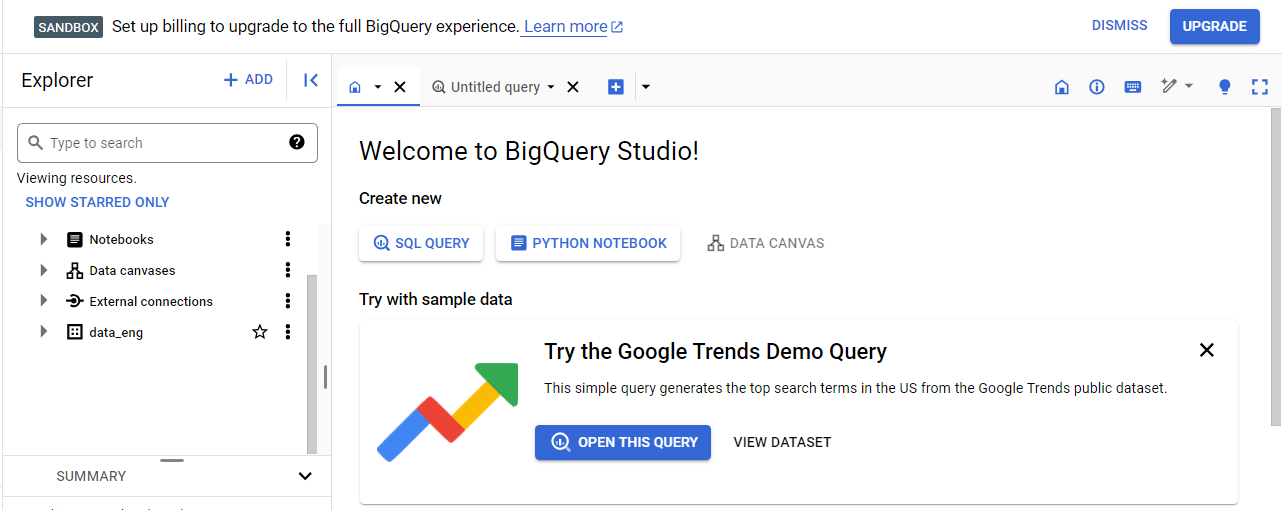 SANDBOX Set up billing to upgrade to the full BigQuery experience. Learn more
DISMISS
UPGRADE
Explorer
+ ADD
Type to search
Viewing resources.
SHOW STARRED ONLY
Notebooks
Data canvases
External connections
data_eng
SUMMARY
Untitled query
Welcome to BigQuery Studio!
Create new
SQL QUERY
PYTHON NOTEBOOK
DATA CANVAS
Try with sample data
Try the Google Trends Demo Query
This simple query generates the top search terms in the US from the Google Trends public dataset.
OPEN THIS QUERY
VIEW DATASET